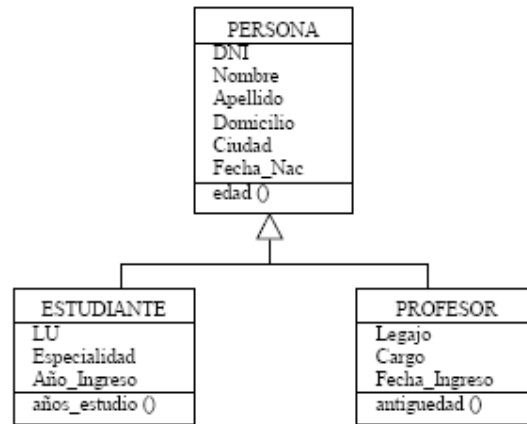 PERSONA
DNI
Nombre
Apellido
Domicilio
Ciudad
Fecha_Nac
edad ()
ESTUDIANTE
LU
Especialidad
Año_Ingreso
años_estudio ()
PROFESOR
Legajo
Cargo
Fecha_Ingreso
antiguedad ()